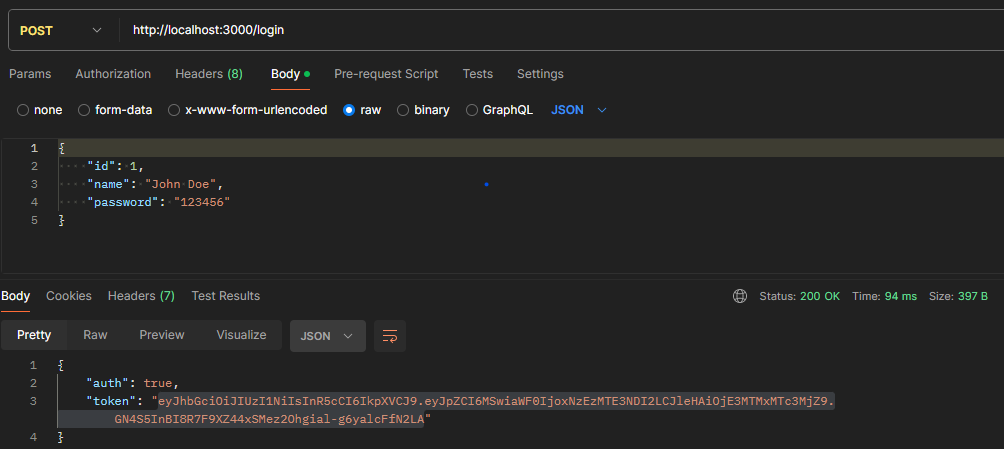 POST http://localhost:3000/login
Params Authorization Headers (8) Body Pre-request Script Tests Settings
none form-data x-www-form-urlencoded raw binary GraphQL JSON
1 {
2 "id": 1,
3 "name": "John Doe",
4 "password": "123456"
5 }
Body Cookies Headers (7) Test Results Status: 200 OK Time: 94 ms Size: 397 B
Pretty Raw Preview Visualize JSON
1 {
2 "auth": true,
3 "token": "eyJhbGciOiJIUzI1NiIsInR5cCI6IkpXVCJ9.eyJpZCI6MSwiaWF0IjoxNzEzMTE3NDI2LCJleHAiOjE3MTMxMTc3MjZ9.
GN4S5InBI8R7F9XZ44xSMez2Ohgial-g6yalcFfN2LA"
4 }